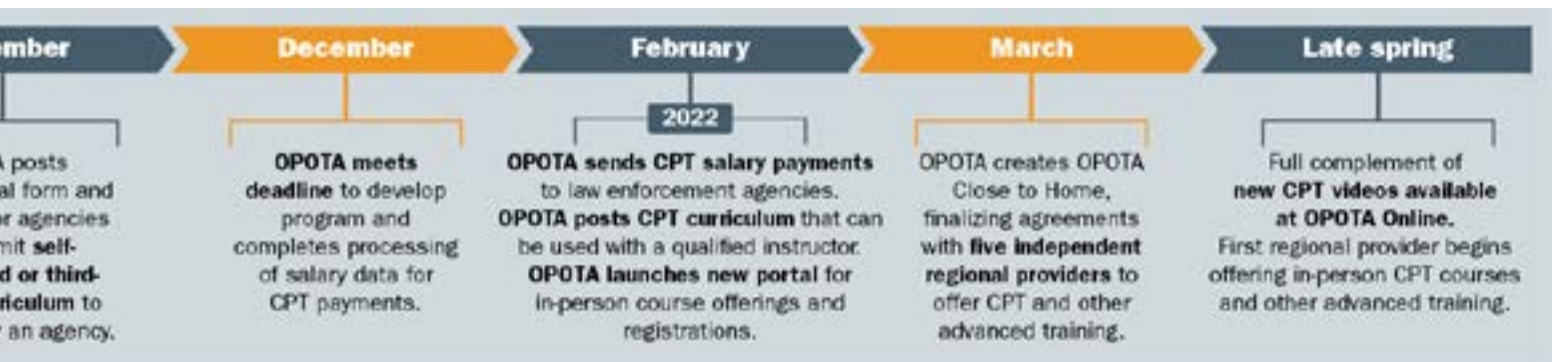 ember
December
February
March
Late spring
2022
A posts
al form and
or agencies
mit self-
d or third-
riculum to
y an agency.
OPOTA meets
deadline to develop
program and
completes processing
of salary data for
CPT payments.
OPOTA sends CPT salary payments
to law enforcement agencies.
OPOTA posts CPT curriculum that can
be used with a qualified instructor.
OPOTA launches new portal for
in-person course offerings and
registrations.
OPOTA creates OPOTA
Close to Home,
finalizing agreements
with five independent
regional providers to
offer CPT and other
advanced training.
Full complement of
new CPT videos available
at OPOTA Online.
First regional provider begins
offering in-person CPT courses
and other advanced training.